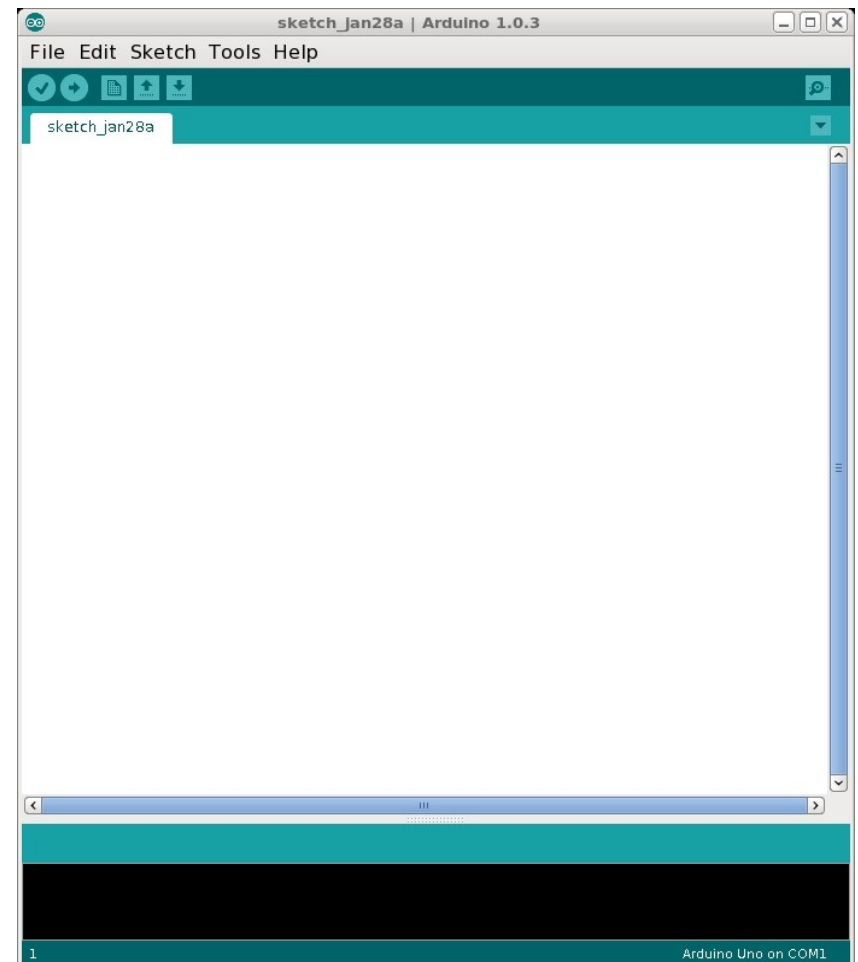 sketch_jan28a | Arduino 1.0.3
File Edit Sketch Tools Help
sketch_jan28a
1 Arduino Uno on COM1